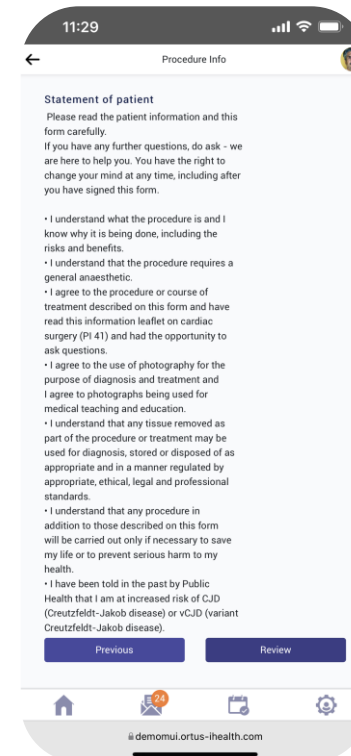 11:29
Procedure Info
Statement of patient
Please read the patient information and this
form carefully.
If you have any further questions, do ask - we
are here to help you. You have the right to
change your mind at any time, including after
you have signed this form.
• I understand what the procedure is and I
know why it is being done, including the
risks and benefits.
• I understand that the procedure requires a
general anaesthetic.
• I agree to the procedure or course of
treatment described on this form and have
read this information leaflet on cardiac
surgery (PI 41) and had the opportunity to
ask questions.
• I agree to the use of photography for the
purpose of diagnosis and treatment and
I agree to photographs being used for
medical teaching and education.
• I understand that any tissue removed as
part of the procedure or treatment may be
used for diagnosis, stored or disposed of as
appropriate and in a manner regulated by
appropriate, ethical, legal and professional
standards.
• I understand that any procedure in
addition to those described on this form
will be carried out only if necessary to save
my life or to prevent serious harm to my
health.
• I have been told in the past by Public
Health that I am at increased risk of CJD
(Creutzfeldt-Jakob disease) or vCJD (variant
Creutzfeldt-Jakob disease).
Previous
Review
24
demomui.ortus-ihealth.com